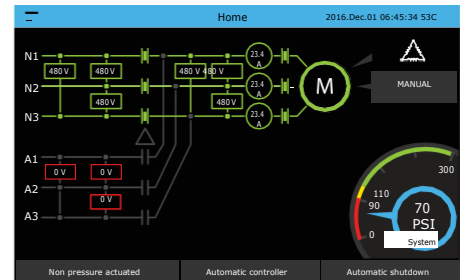 Home 2016.Dec.01 06:45:34 53C
N1 23.4 A
480 V 480 V 480 V 480 V
N2 23.4 A M MANUAL
480 V 480 V
N3 23.4 A
A1
0 V 0 V
A2
0 V
A3
300
110
90
0
70
PSI
System
Non pressure actuated Automatic controller Automatic shutdown